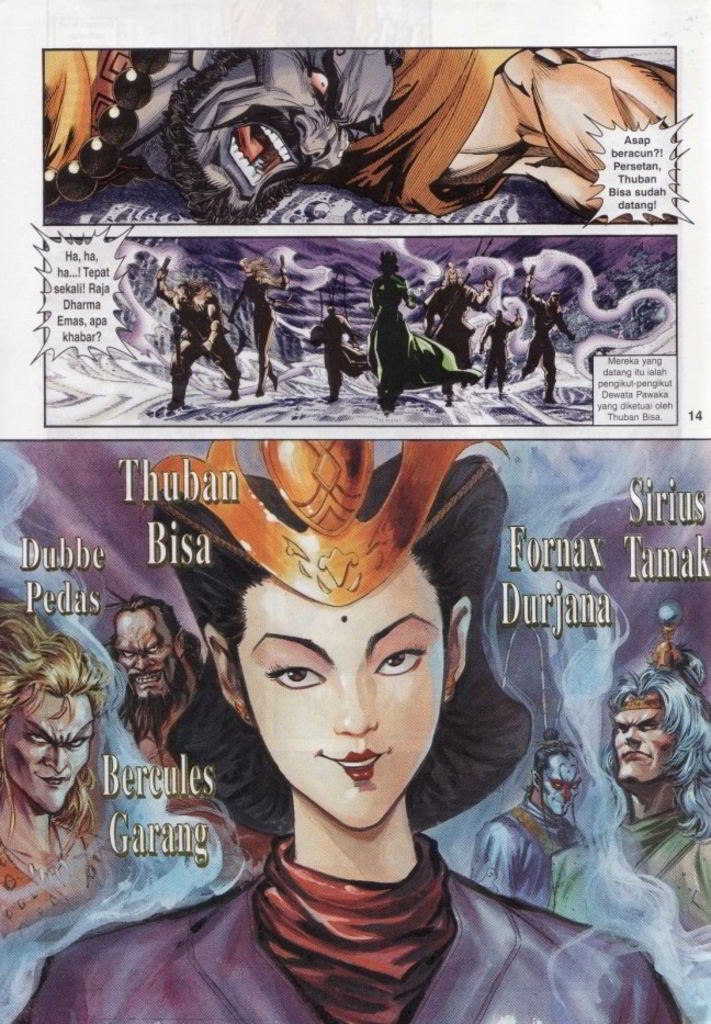 Asap
beracun?!
Persetan,
Thuban
Bisa sudah
datang!
Ha, ha,
ha...! Tepat
sekali! Raja
Dharma
Emas, apa
khabar?
Mereka yang
datang itu ialah
pengikut-pengikut
Dewata Pawaka
yang diketuai oleh
Thuban Bisa.
14
Thuban
Bisa
Dubbe
Pedas
Bercules
Garang
Fornax
Durjana
Sirius
Tamak